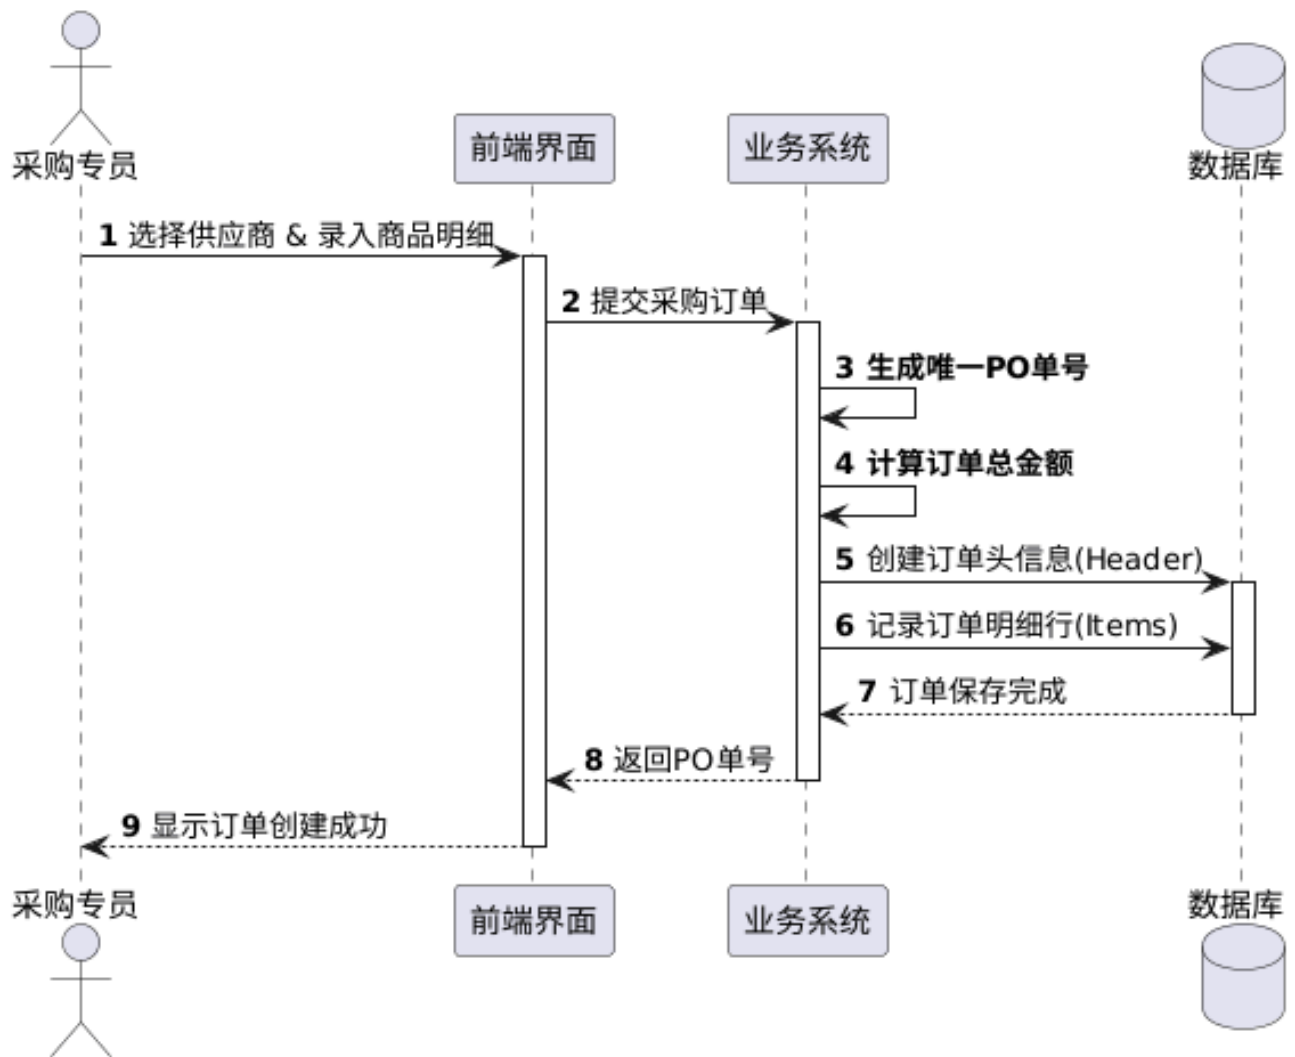 采购专员
前端界面
业务系统
数据库
1 选择供应商 & 录入商品明细
2 提交采购订单
3 生成唯一PO单号
4 计算订单总金额
5 创建订单头信息(Header)
6 记录订单明细行(Items)
7 订单保存完成
8 返回PO单号
9 显示订单创建成功
采购专员
前端界面
业务系统
数据库